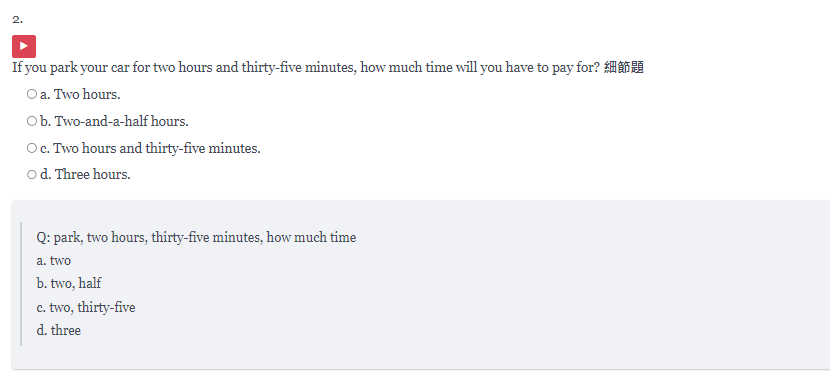 2.
If you park your car for two hours and thirty-five minutes, how much time will you have to pay for? 細節題
a. Two hours.
b. Two-and-a-half hours.
c. Two hours and thirty-five minutes.
d. Three hours.
Q: park, two hours, thirty-five minutes, how much time
a. two
b. two, half
c. two, thirty-five
d. three